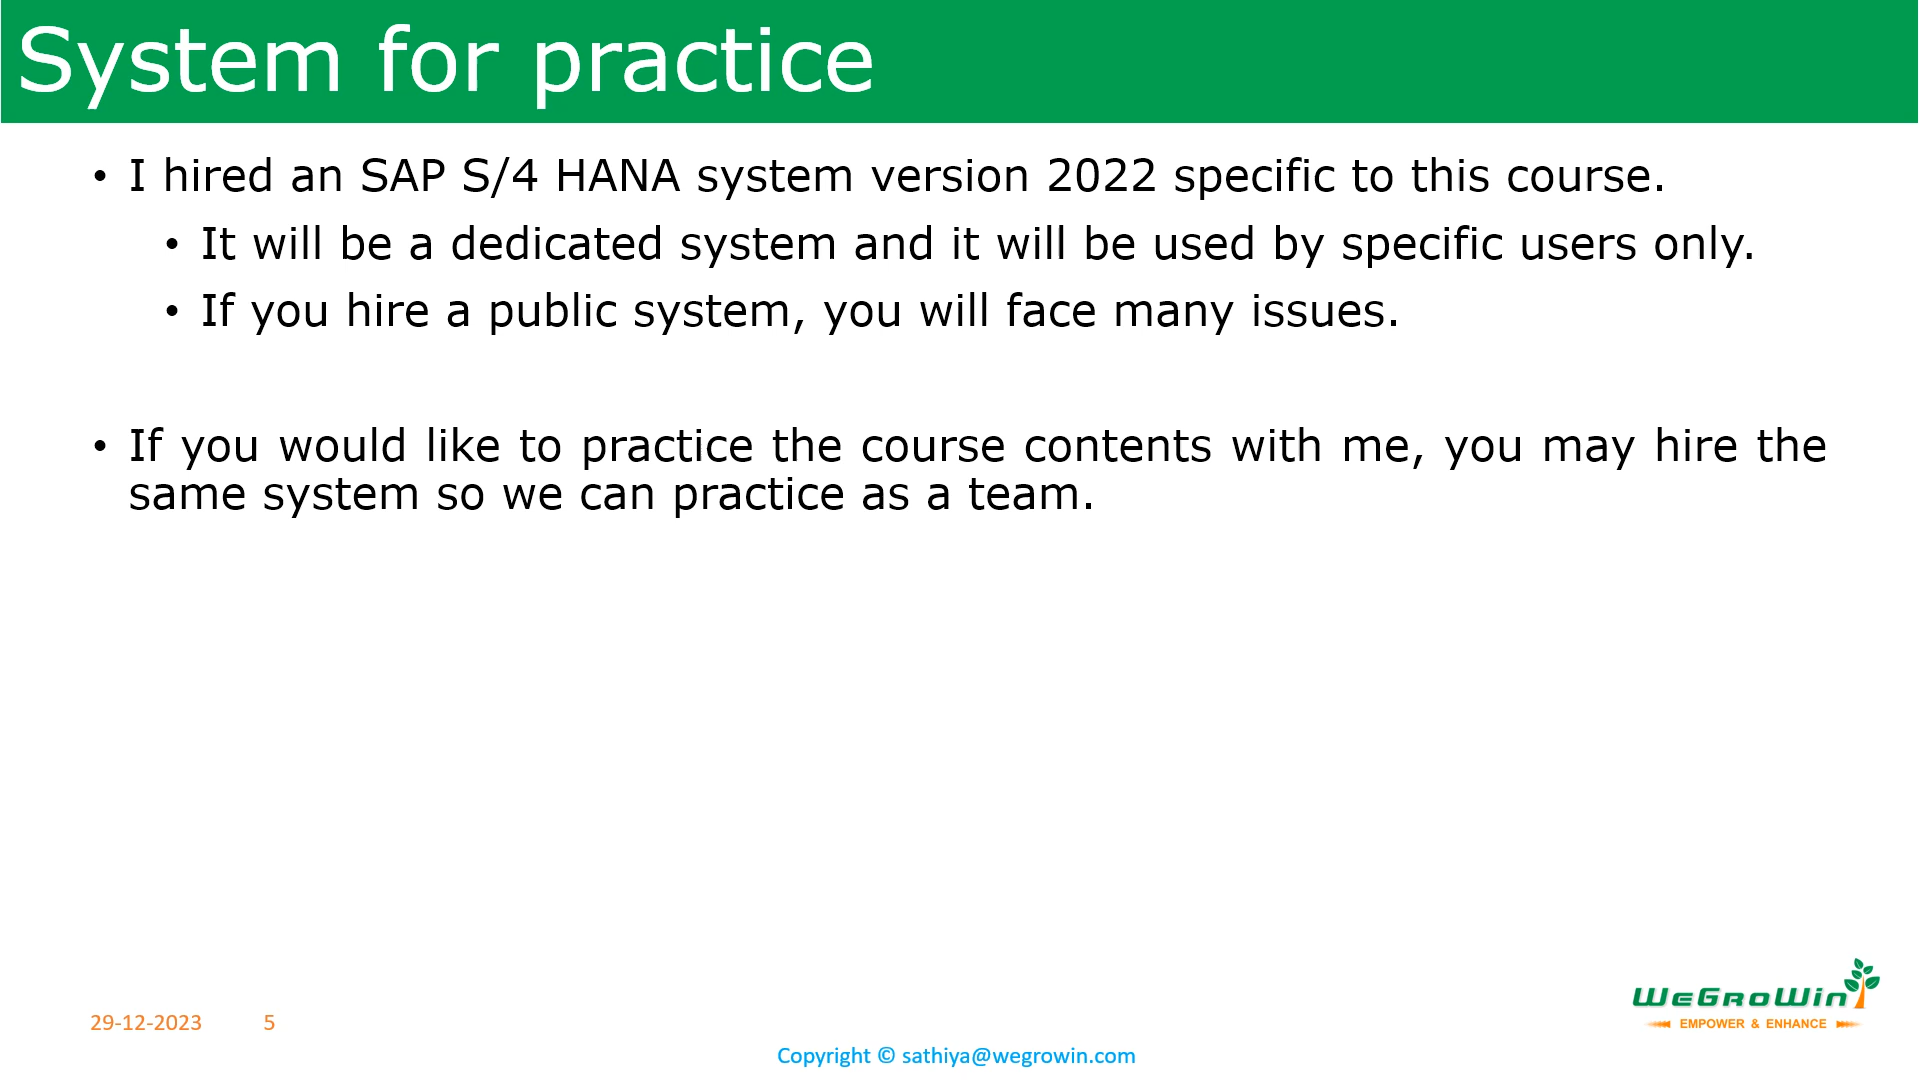 System for practice
• I hired an SAP S/4 HANA system version 2022 specific to this course.
• It will be a dedicated system and it will be used by specific users only.
• If you hire a public system, you will face many issues.
• If you would like to practice the course contents with me, you may hire the
same system so we can practice as a team.
WeGroWin
EMPOWER & ENHANCE
29-12-2023 5
Copyright © sathiya@wegrowin.com